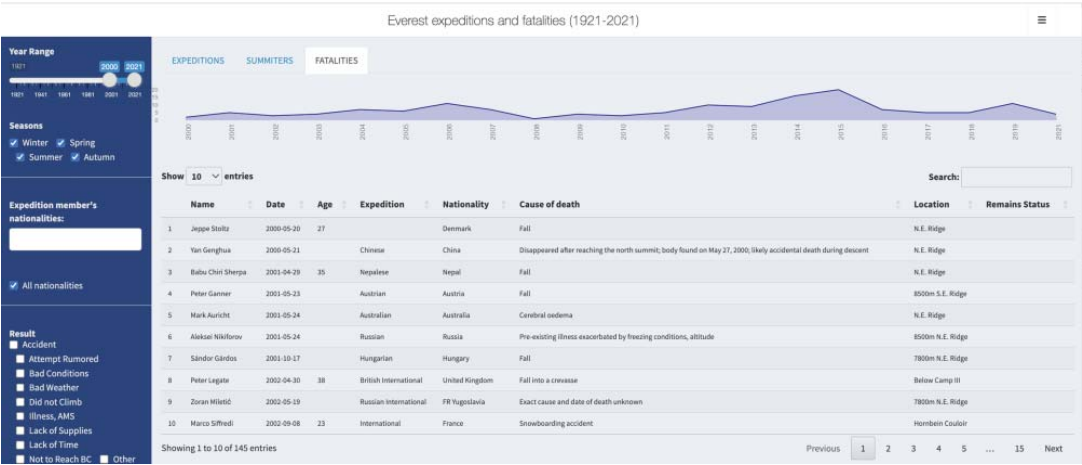 Everest expeditions and fatalities (1921-2021)
Year Range
1921 2000 2021
1921 1941 1961 1981 2001 2021
Seasons
Winter Spring
Summer Autumn
Expedition member's
nationalities:
All nationalities
Result
Accident
Attempt Rumored
Bad Conditions
Bad Weather
Did not Climb
Illness, AMS
Lack of Supplies
Lack of Time
Not to Reach BC Other
EXPEDITIONS SUMMITERS FATALITIES
2000 2001 2002 2003 2004 2005 2006 2007 2008 2009 2010 2011 2012 2013 2014 2015 2016 2017 2018 2019 2021
Show 10 entries
Search:
Name Date Age Expedition Nationality Cause of death Location Remains Status
1 Jeppe Stoltz 2000-05-20 27 Denmark Fall N.E. Ridge
2 Yan Genghua 2000-05-21 Chinese China Disappeared after reaching the north summit; body found on May 27, 2000; likely accidental death during descent N.E. Ridge
3 Babu Chiri Sherpa 2001-04-29 35 Nepalese Nepal Fall N.E. Ridge
4 Peter Ganner 2001-05-23 Austrian Austria Fall 8500m S.E. Ridge
5 Mark Auricht 2001-05-24 Australian Australia Cerebral oedema N.E. Ridge
6 Aleksei Nikiforov 2001-05-24 Russian Russia Pre-existing illness exacerbated by freezing conditions, altitude 8500m N.E. Ridge
7 Sándor Gárdos 2001-10-17 Hungarian Hungary Fall 7800m N.E. Ridge
8 Peter Legate 2002-04-30 38 British International United Kingdom Fall into a crevasse Below Camp III
9 Zoran Miletić 2002-05-19 Russian International FR Yugoslavia Exact cause and date of death unknown 7800m N.E. Ridge
10 Marco Siffredi 2002-09-08 23 International France Snowboarding accident Hornbein Couloir
Showing 1 to 10 of 145 entries
Previous 1 2 3 4 5 ... 15 Next